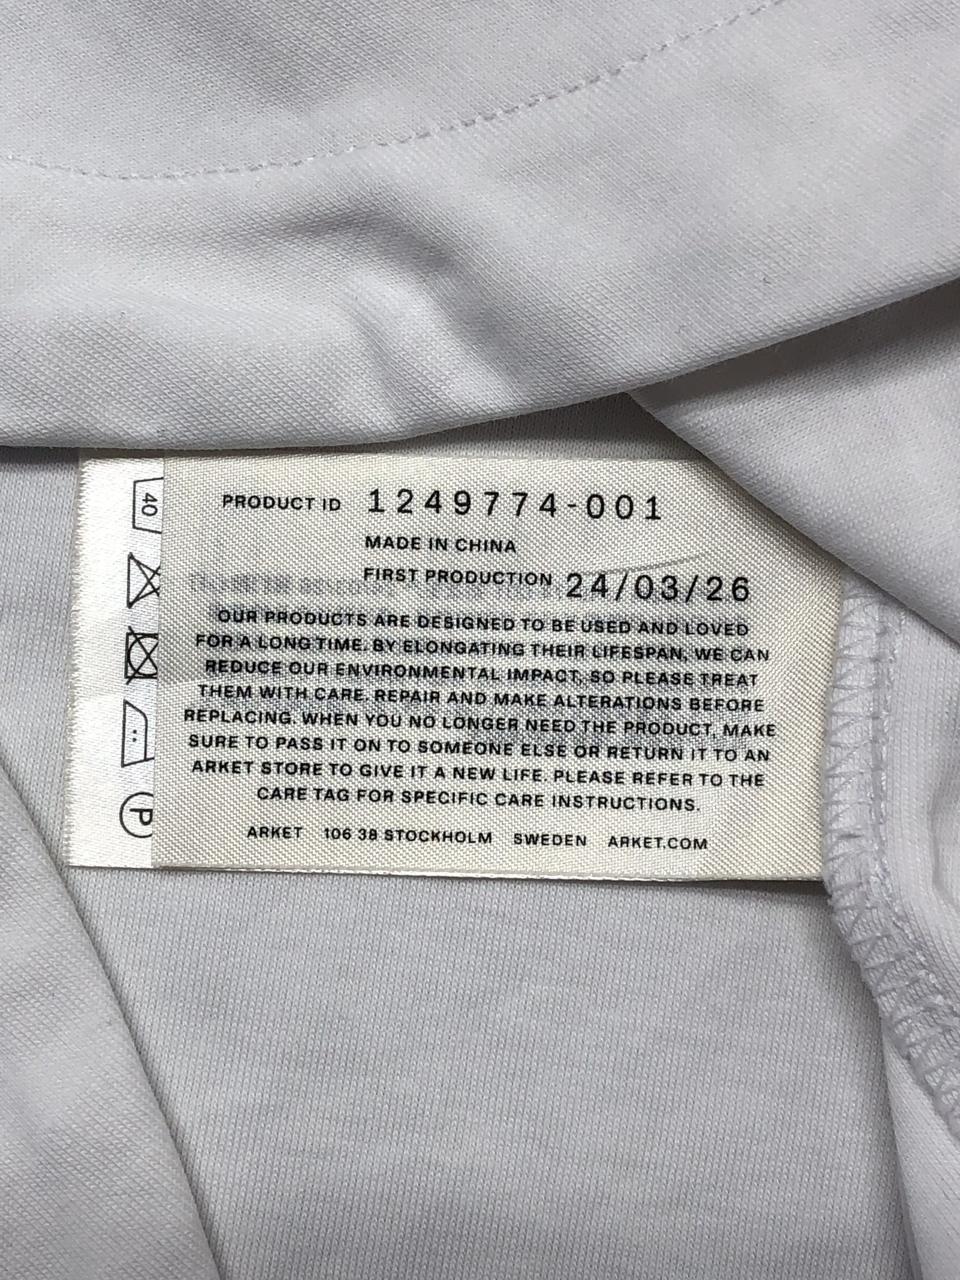 PRODUCT ID 1249774-001
MADE IN CHINA
FIRST PRODUCTION 24/03/26
OUR PRODUCTS ARE DESIGNED TO BE USED AND LOVED
FOR A LONG TIME. BY ELONGATING THEIR LIFESPAN, WE CAN
REDUCE OUR ENVIRONMENTAL IMPACT, SO PLEASE TREAT
THEM WITH CARE. REPAIR AND MAKE ALTERATIONS BEFORE
REPLACING. WHEN YOU NO LONGER NEED THE PRODUCT, MAKE
SURE TO PASS IT ON TO SOMEONE ELSE OR RETURN IT TO AN
ARKET STORE TO GIVE IT A NEW LIFE. PLEASE REFER TO THE
CARE TAG FOR SPECIFIC CARE INSTRUCTIONS.
ARKET 106 38 STOCKHOLM SWEDEN ARKET.COM
40
P